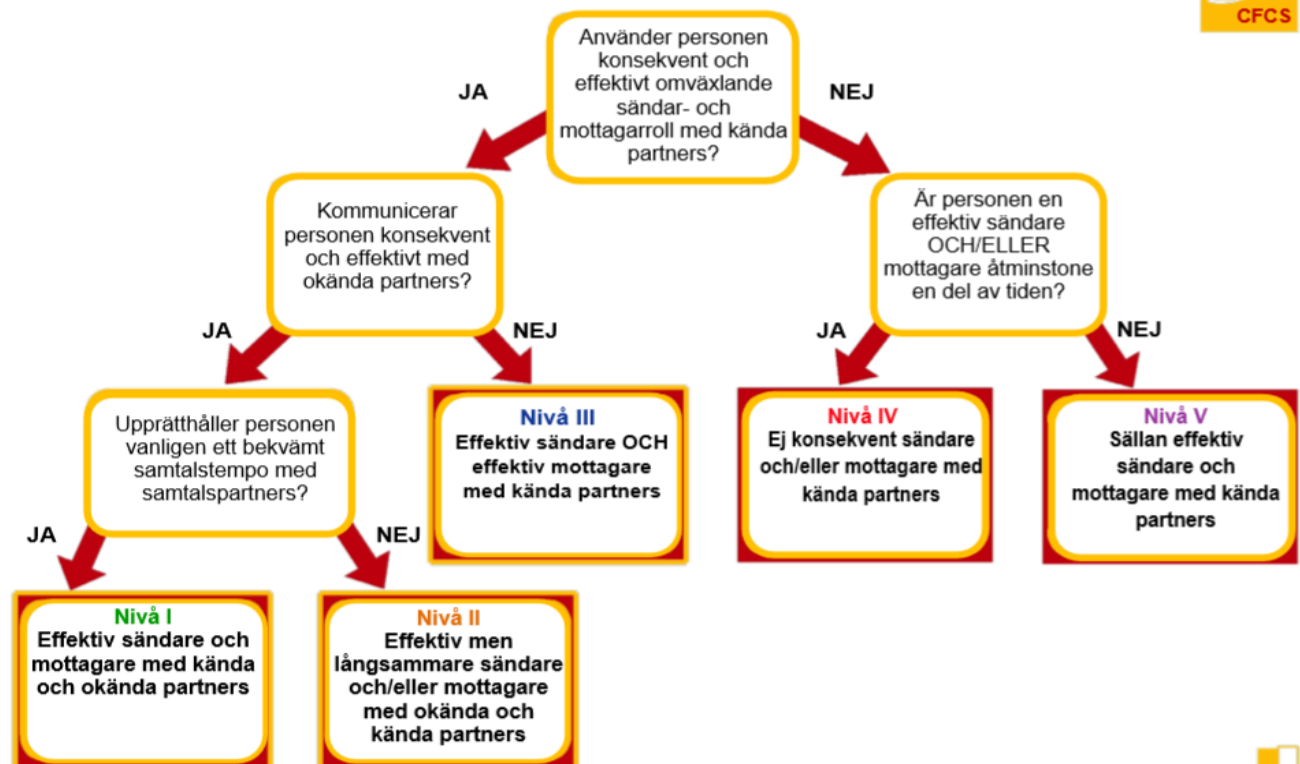 CFCS
Använder personen
konsekvent och
effektivt omväxlande
sändar- och
mottagarroll med kända
partners?
JA
NEJ
Kommunicerar
personen konsekvent
och effektivt med
okända partners?
Är personen en
effektiv sändare
OCH/ELLER
mottagare åtminstone
en del av tiden?
JA
NEJ
JA
NEJ
Upprätthåller personen
vanligen ett bekvämt
samtalstempo med
samtalspartners?
Nivå III
Effektiv sändare OCH
effektiv mottagare
med kända partners
Nivå IV
Ej konsekvent sändare
och/eller mottagare med
kända partners
Nivå V
Sällan effektiv
sändare och
mottagare med kända
partners
JA
NEJ
Nivå I
Effektiv sändare och
mottagare med kända
och okända partners
Nivå II
Effektiv men
långsammare sändare
och/eller mottagare
med okända och
kända partners